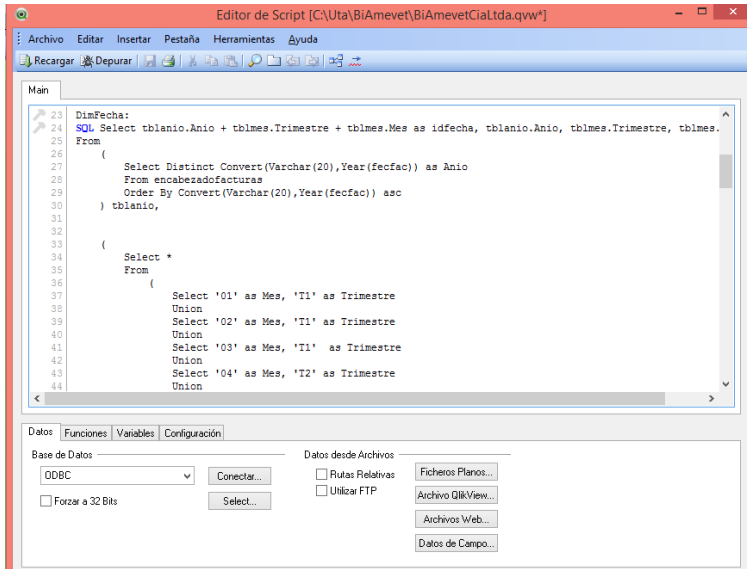 Editor de Script [C:\Uta\BiAmevet\BiAmevetCiaLtda.qvw*]
Archivo Editar Insertar Pestaña Herramientas Ayuda
Recargar Depurar
Main
23 DimFecha:
24 SQL Select tblanio.Anio + tblmes.Trimestre + tblmes.Mes as idfecha, tblanio.Anio, tblmes.Trimestre, tblmes.
25 From
26 (
27 Select Distinct Convert(Varchar(20),Year(fecfac)) as Anio
28 From encabezadofacturas
29 Order By Convert(Varchar(20),Year(fecfac)) asc
30 ) tblanio,
31
32
33 (
34 Select *
35 From
36 (
37 Select '01' as Mes, 'T1' as Trimestre
38 Union
39 Select '02' as Mes, 'T1' as Trimestre
40 Union
41 Select '03' as Mes, 'T1'  as Trimestre
42 Union
43 Select '04' as Mes, 'T2' as Trimestre
44 Union
Datos Funciones Variables Configuración
Base de Datos
ODBC
Conectar...
Forzar a 32 Bits
Select...
Datos desde Archivos
Rutas Relativas
Utilizar FTP
Ficheros Planos...
Archivo QlikView...
Archivos Web...
Datos de Campo...